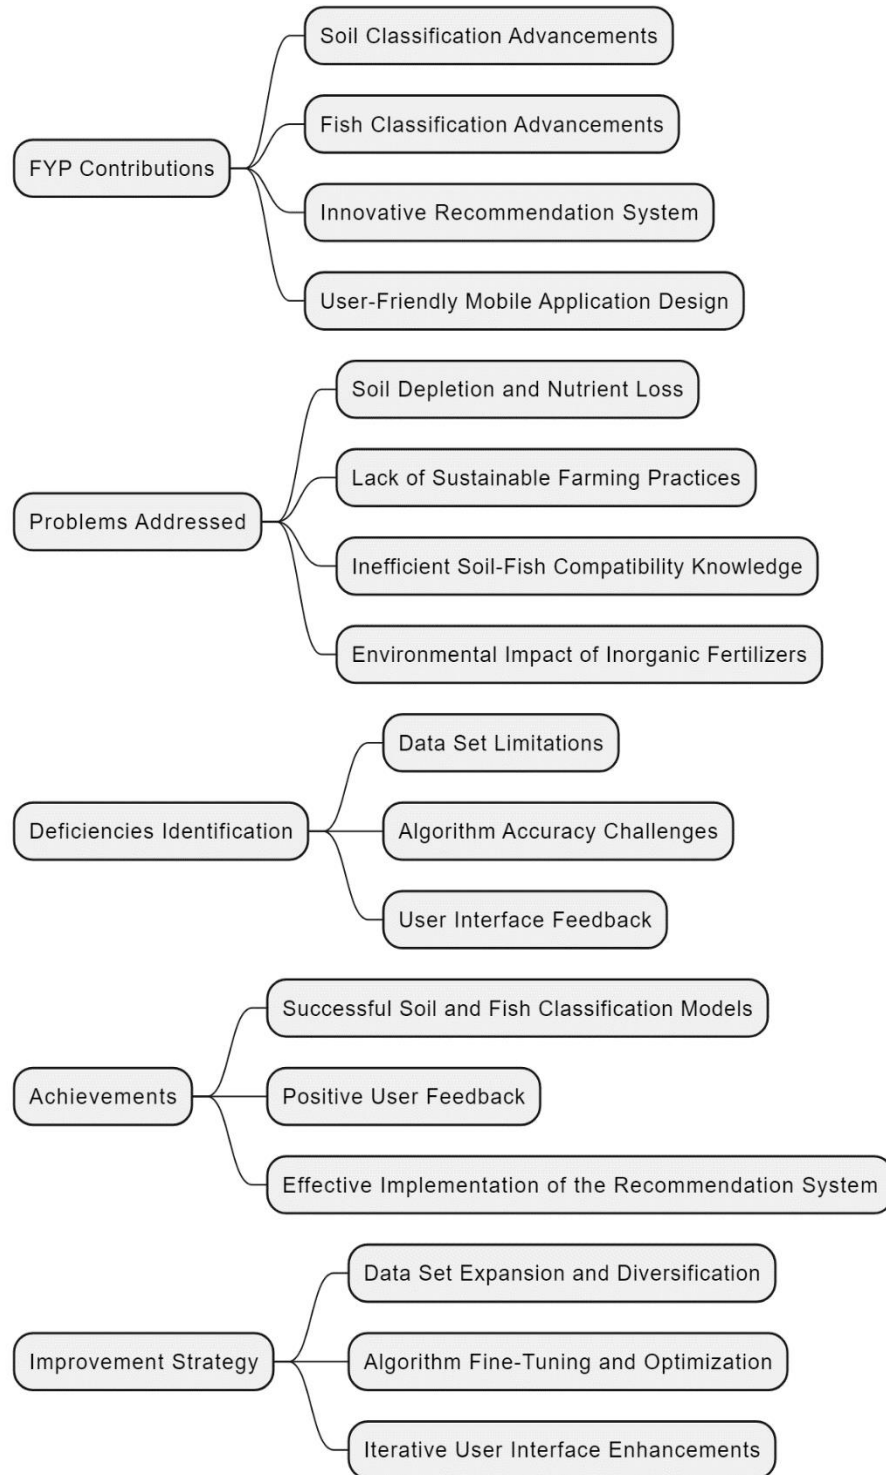 FYP Contributions
Soil Classification Advancements
Fish Classification Advancements
Innovative Recommendation System
User-Friendly Mobile Application Design
Problems Addressed
Soil Depletion and Nutrient Loss
Lack of Sustainable Farming Practices
Inefficient Soil-Fish Compatibility Knowledge
Environmental Impact of Inorganic Fertilizers
Deficiencies Identification
Data Set Limitations
Algorithm Accuracy Challenges
User Interface Feedback
Achievements
Successful Soil and Fish Classification Models
Positive User Feedback
Effective Implementation of the Recommendation System
Improvement Strategy
Data Set Expansion and Diversification
Algorithm Fine-Tuning and Optimization
Iterative User Interface Enhancements